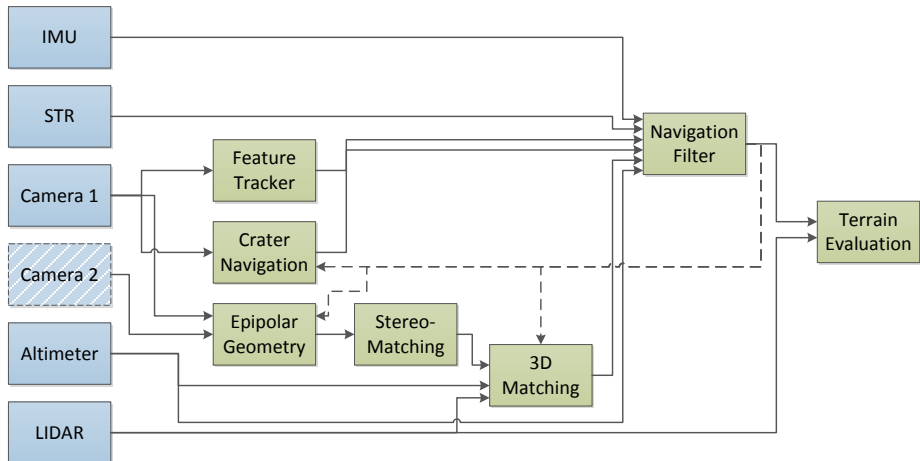 IMU
STR
Camera 1
Camera 2
Altimeter
LIDAR
Feature
Tracker
Crater
Navigation
Epipolar
Geometry
Stereo-
Matching
3D
Matching
Navigation
Filter
Terrain
Evaluation